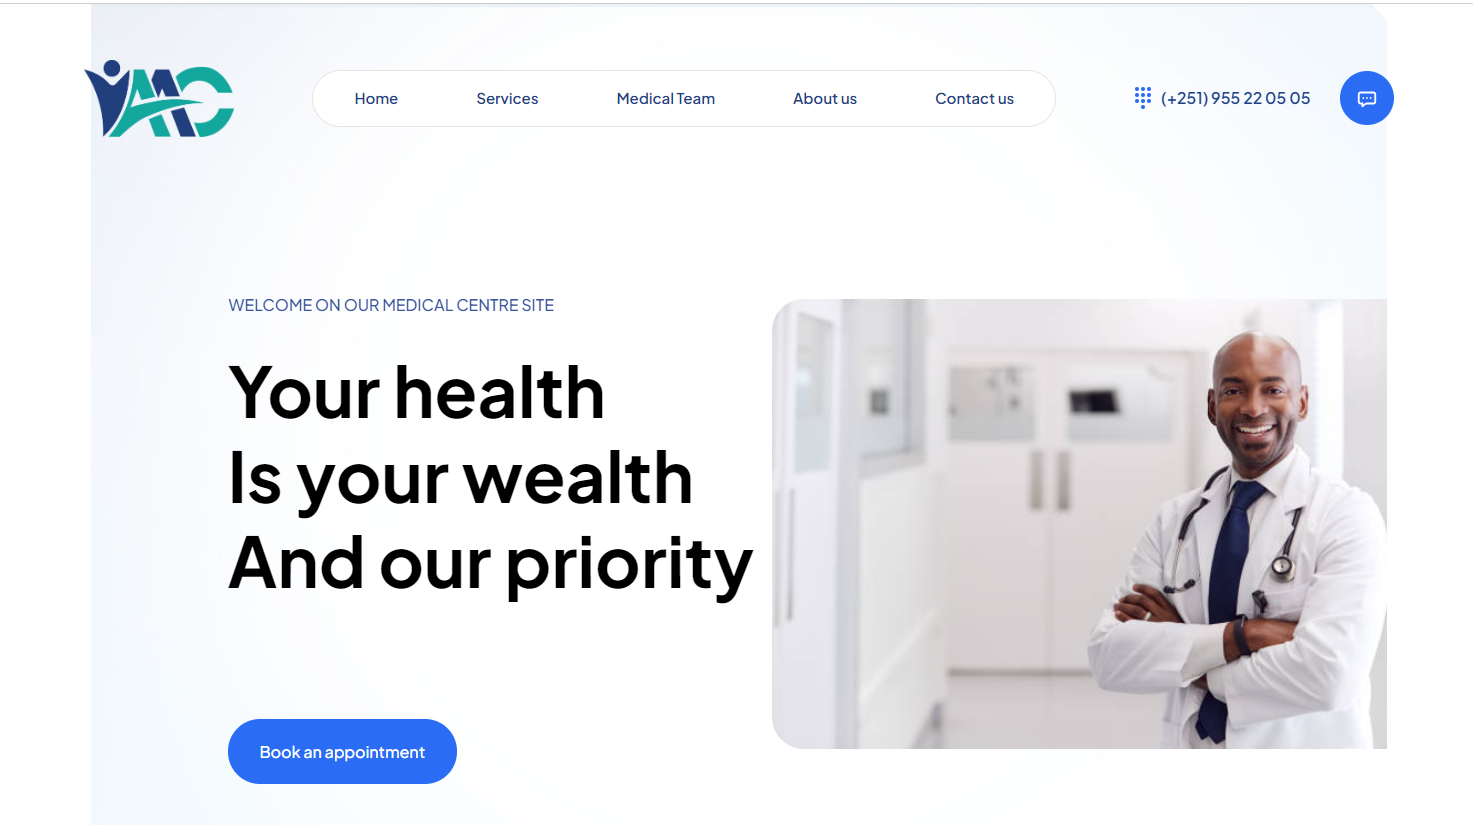 YAAC
Home
Services
Medical Team
About us
Contact us
(+251) 955 22 05 05
WELCOME ON OUR MEDICAL CENTRE SITE
Your health
Is your wealth
And our priority
Book an appointment